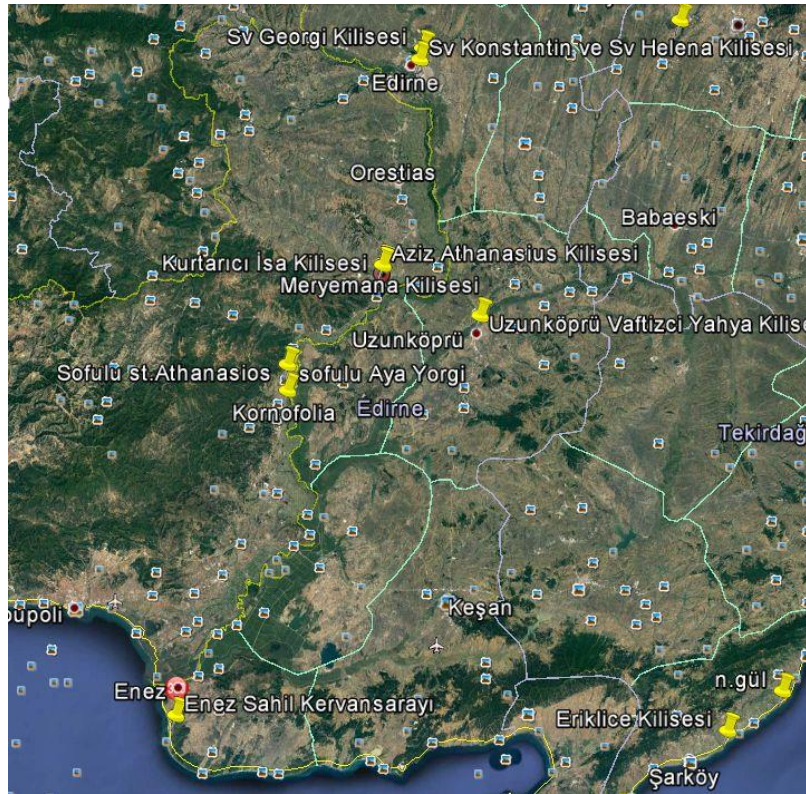 Sv Georgi Kilisesi
Sv Konstantin ve Sv Helena Kilisesi
Edirne
Orestias
Babaeski
Kurtarıcı İsa Kilisesi
Aziz Athanasius Kilisesi
Meryemana Kilisesi
Uzunköprü
Uzunköprü Vaftizci Yahya Kilise
Sofulu st.Athanasios
sofulu Aya Yorgi
Kornofolia
Edirne
Tekirdağ
Keşan
oupoli
Enez
Enez Sahil Kervansarayı
n.gül
Eriklice Kilisesi
Şarköy